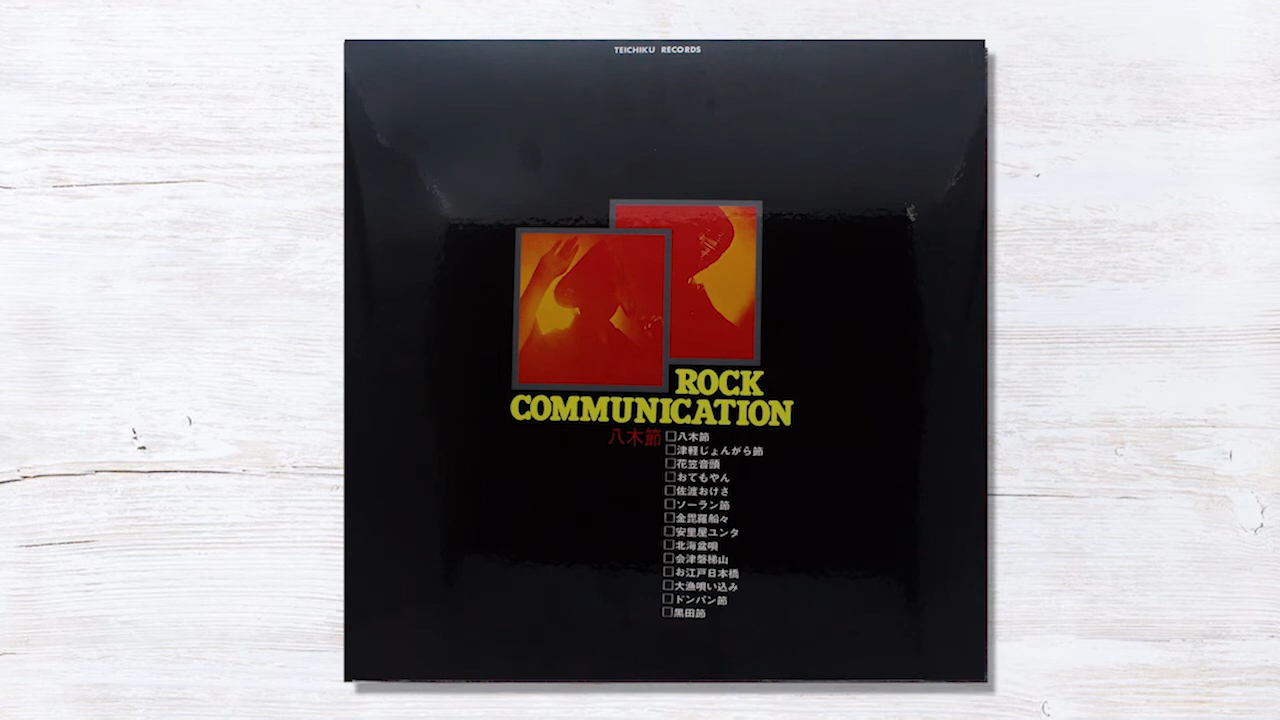 TEICHIKU RECORDS
ROCK
COMMUNICATION
八木節 □八木節
□津軽じょんがら節
□花笠音頭
□おてもやん
□佐渡おけさ
□ソーラン節
□金毘羅船々
□安里屋ユンタ
□北海盆唄
□会津磐梯山
□お江戸日本橋
□大漁唄い込み
□ドンパン節
□黒田節